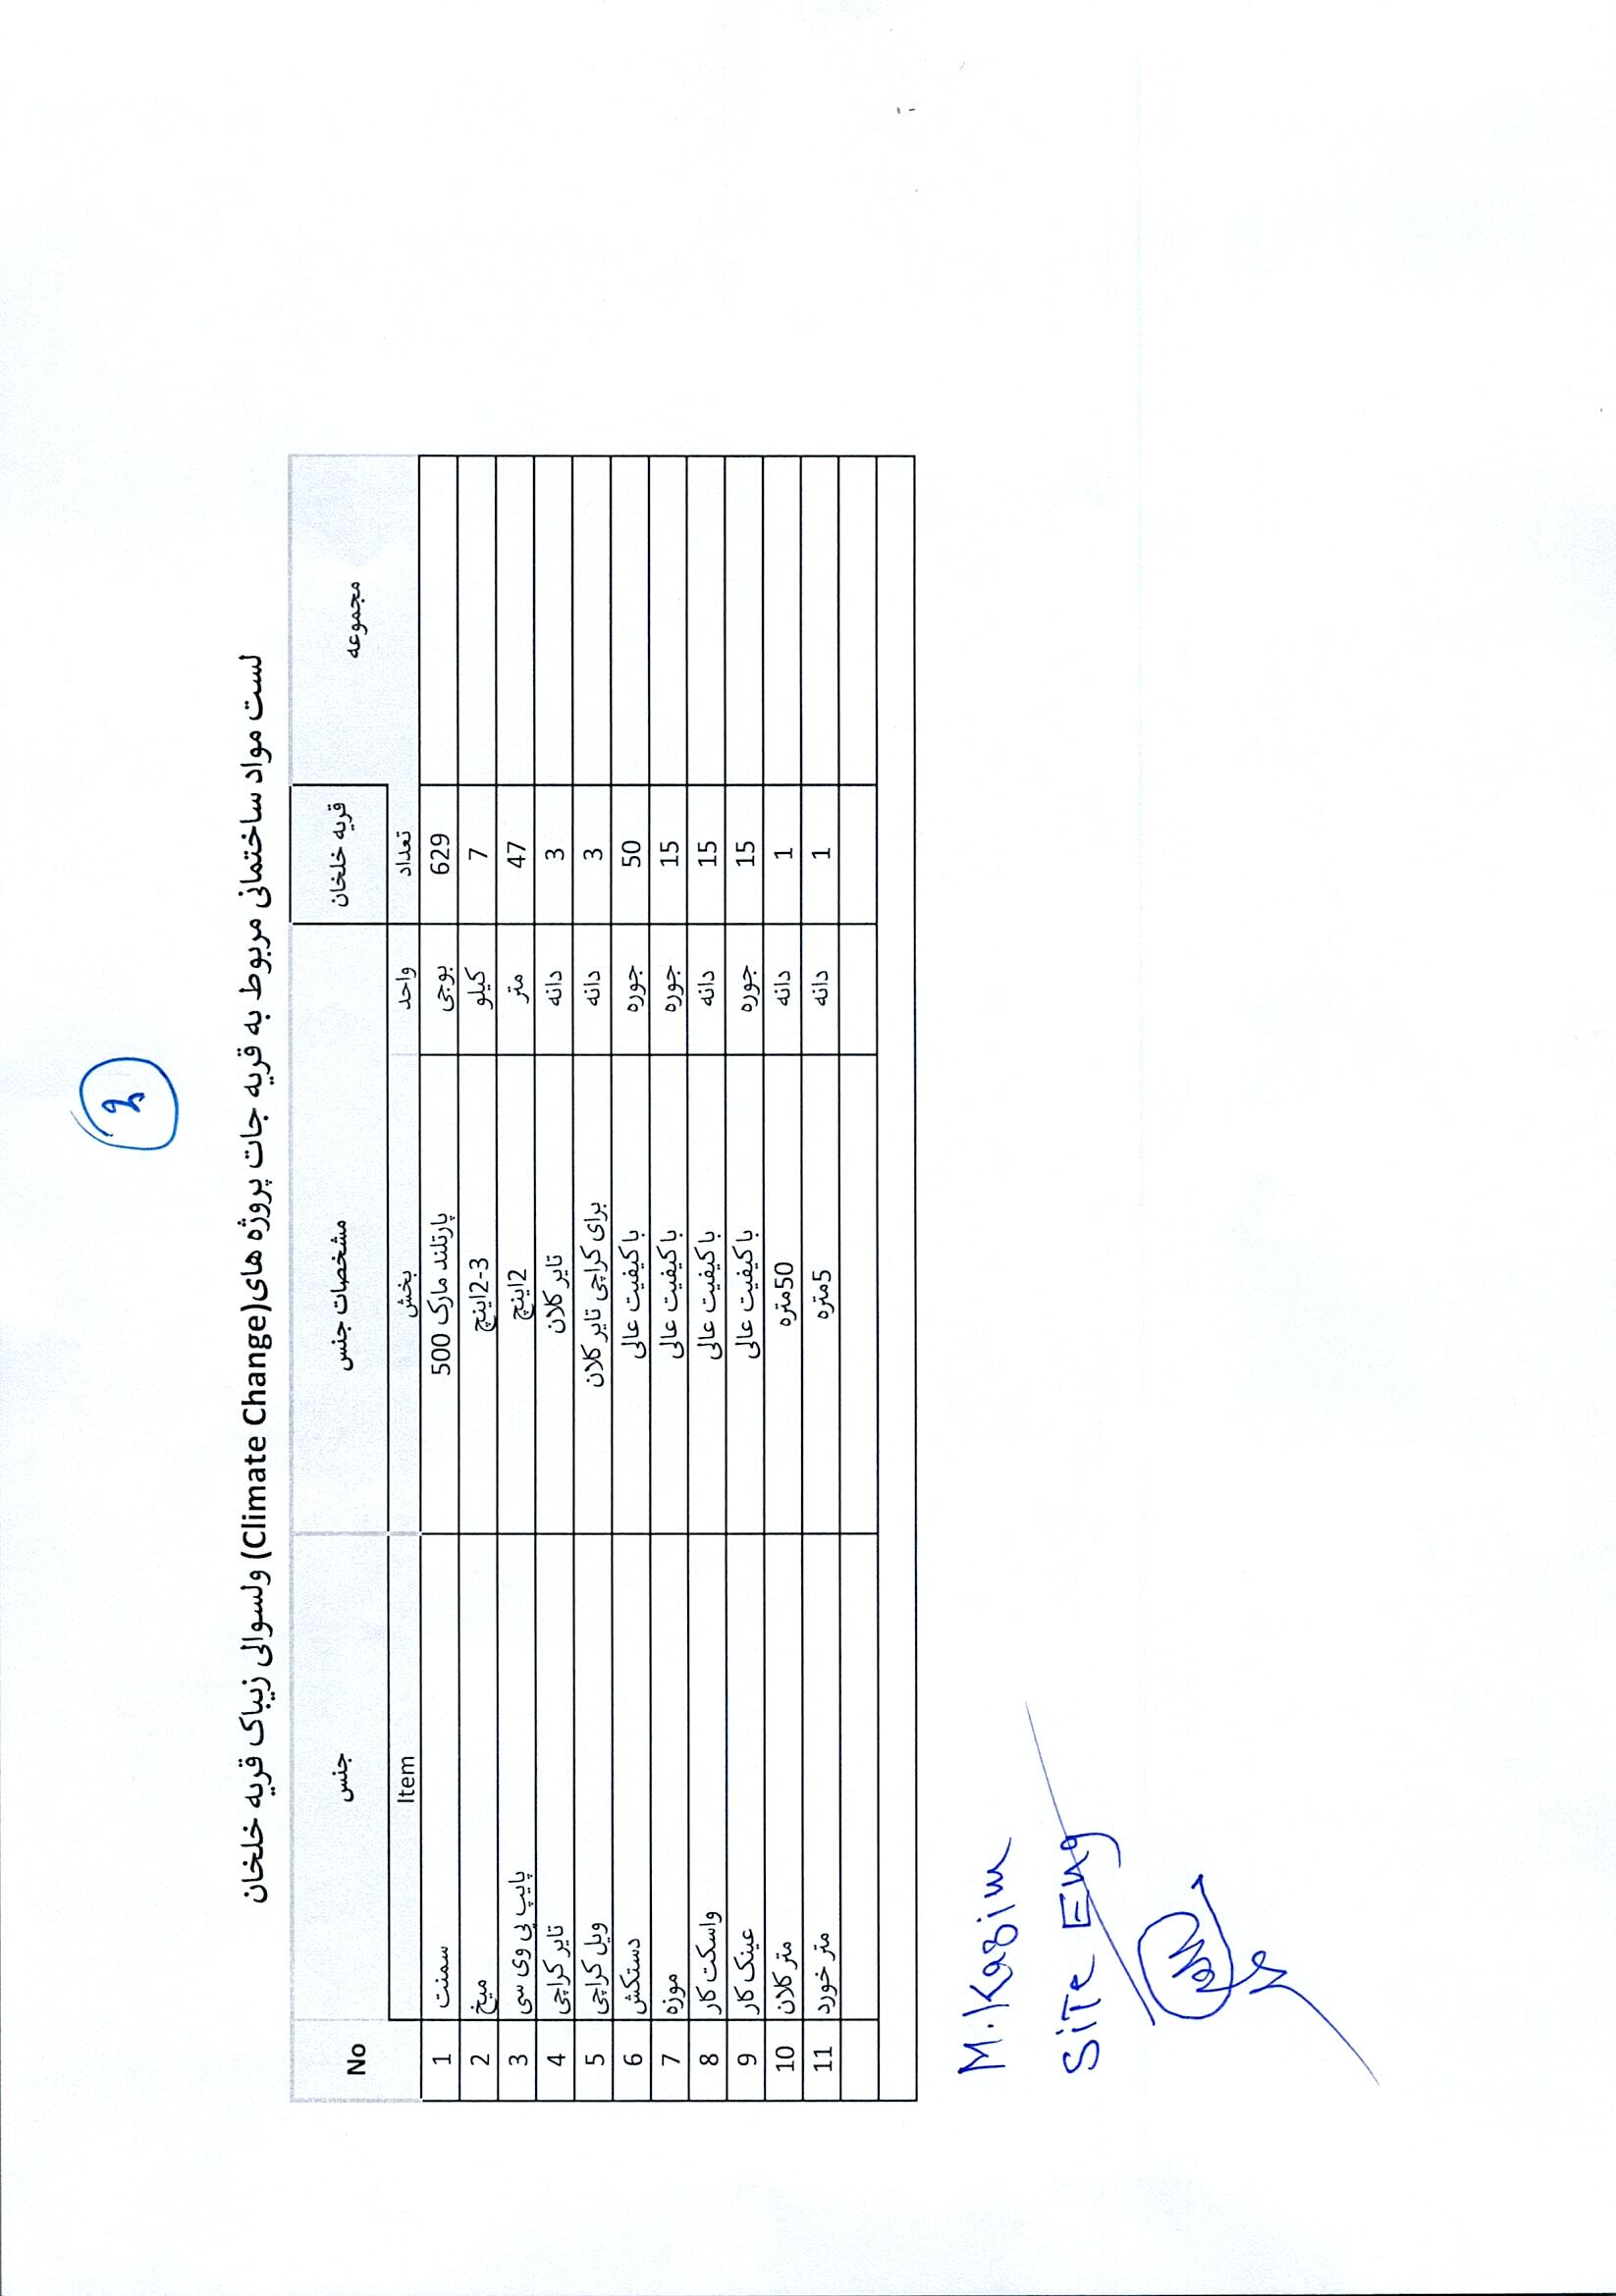 لست مواد ساختمانی مربوط به قریه جات پروژه های(Climate Change) ولسوالی زیباک قریه خلخان
No جنس مشخصات جنس قریه خلخان مجموعه
Item بخش واحد تعداد
1 سمنت پارتلند مارک 500 بوجی 629
2 میخ 2-3اینچ کیلو 7
3 پایپ پی وی سی 2اینچ متر 47
4 تایر کراچی تایر کلان دانه 3
5 ویل کراچی برای کراچی تایر کلان دانه 3
6 دستکش با کیفیت عالی جوره 50
7 موزه با کیفیت عالی جوره 15
8 واسکت کار با کیفیت عالی دانه 15
9 عینک کار با کیفیت عالی جوره 15
10 متر کلان 50متره دانه 1
11 متر خورد 5متره دانه 1
M.Kasim
SiTe Eng